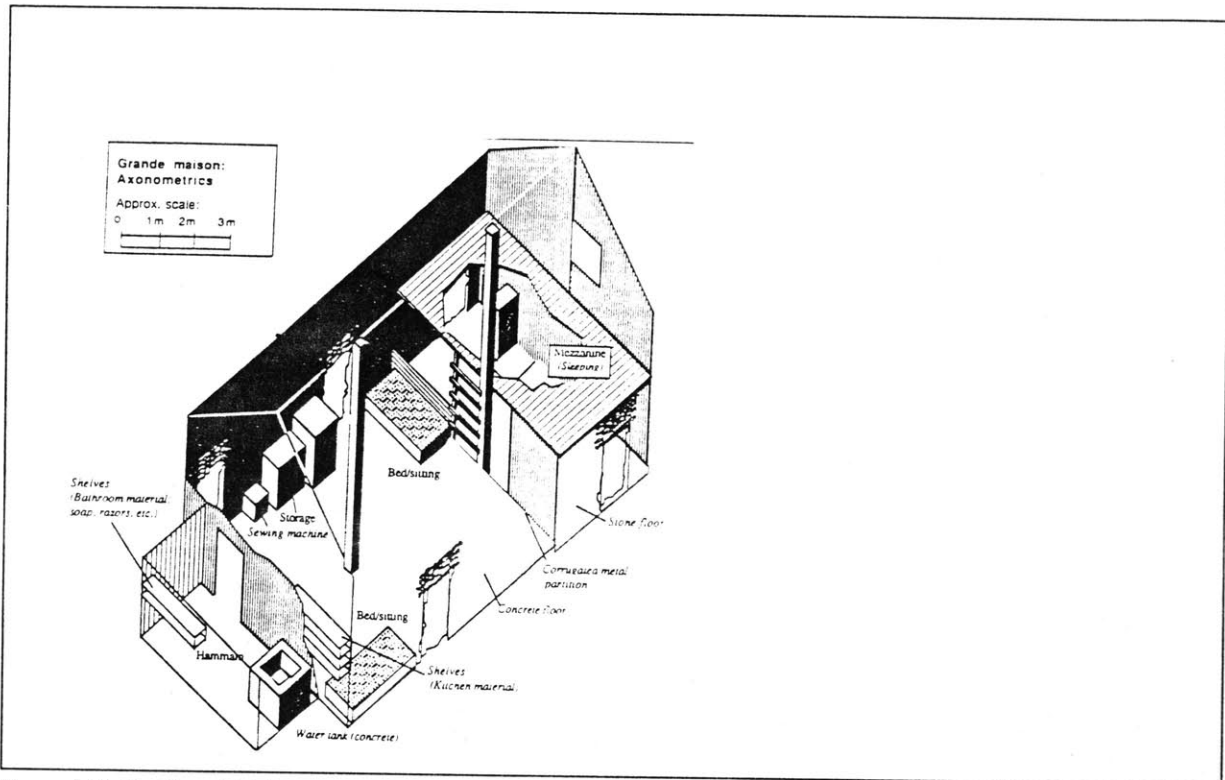 Grande maison:
Axonometrics
Approx. scale:
0 1m 2m 3m
Mezzanine
(Sleeping)
Bed/sitting
Shelves
(Bathroom material:
soap, razors, etc.)
Storage
Sewing machine
Stone floor
Corrugated metal
partition
Concrete floor
Bed/sitting
Hammam
Shelves
(Kitchen material)
Water tank (concrete)